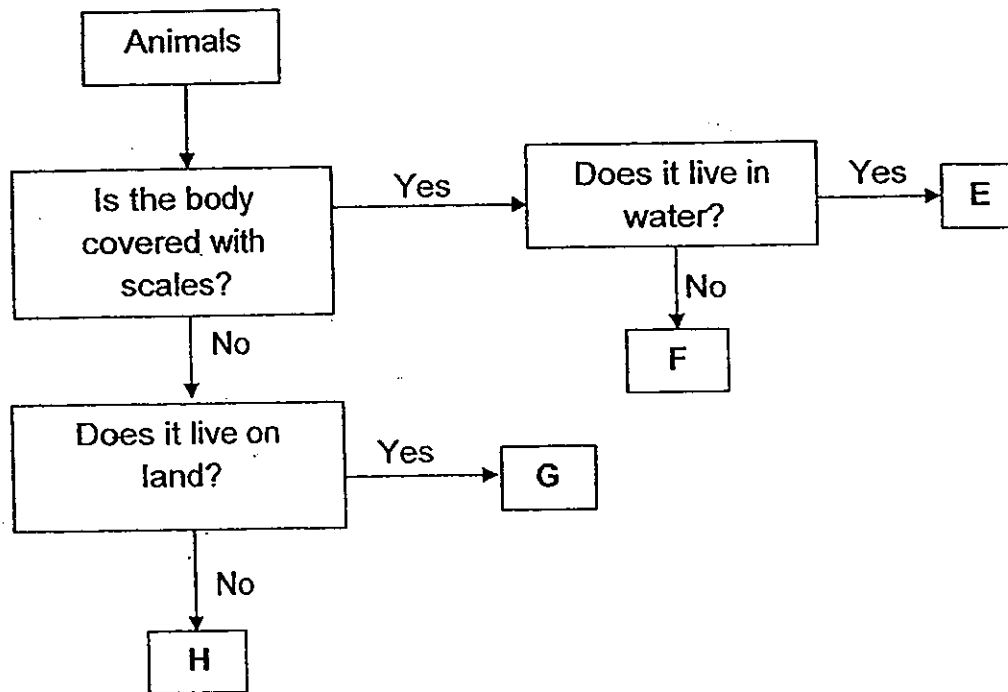 Animals
Is the body
covered with
scales?
Yes
Does it live in
water?
Yes
E
No
F
No
Does it live on
land?
Yes
G
No
H